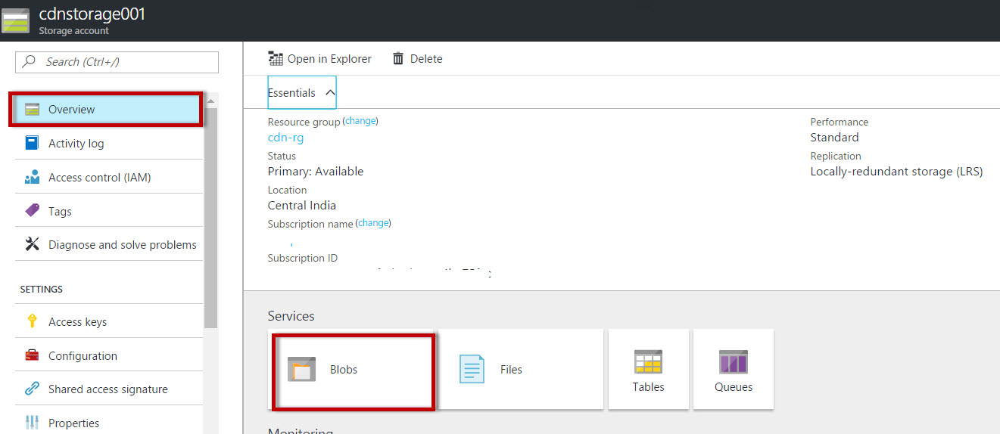 cdnstorage001
Storage account
Search (Ctrl+/)
Overview
Activity log
Access control (IAM)
Tags
Diagnose and solve problems
SETTINGS
Access keys
Configuration
Shared access signature
Properties
Open in Explorer Delete
Essentials
Resource group (change)
cdn-rg
Status
Primary: Available
Location
Central India
Subscription name (change)
Subscription ID
Performance
Standard
Replication
Locally-redundant storage (LRS)
Services
Blobs
Files
Tables
Queues
Monitoring